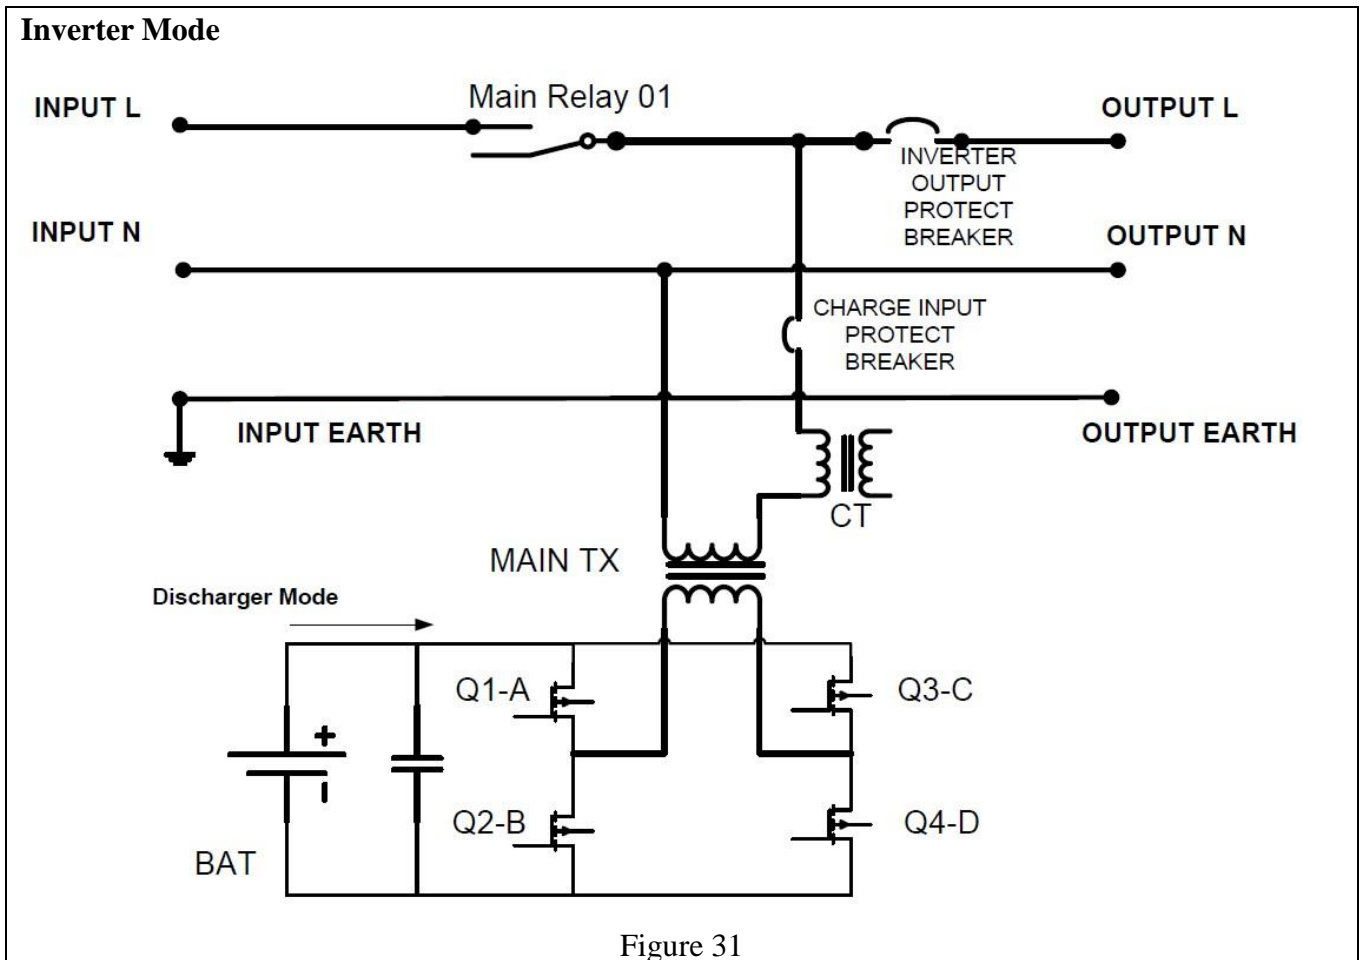 Inverter Mode
Main Relay 01
INPUT L
OUTPUT L
INVERTER
OUTPUT
PROTECT
BREAKER
INPUT N
OUTPUT N
CHARGE INPUT
PROTECT
BREAKER
INPUT EARTH
OUTPUT EARTH
CT
MAIN TX
Discharger Mode
Q1-A
Q3-C
+
-
Q2-B
Q4-D
BAT
Figure 31